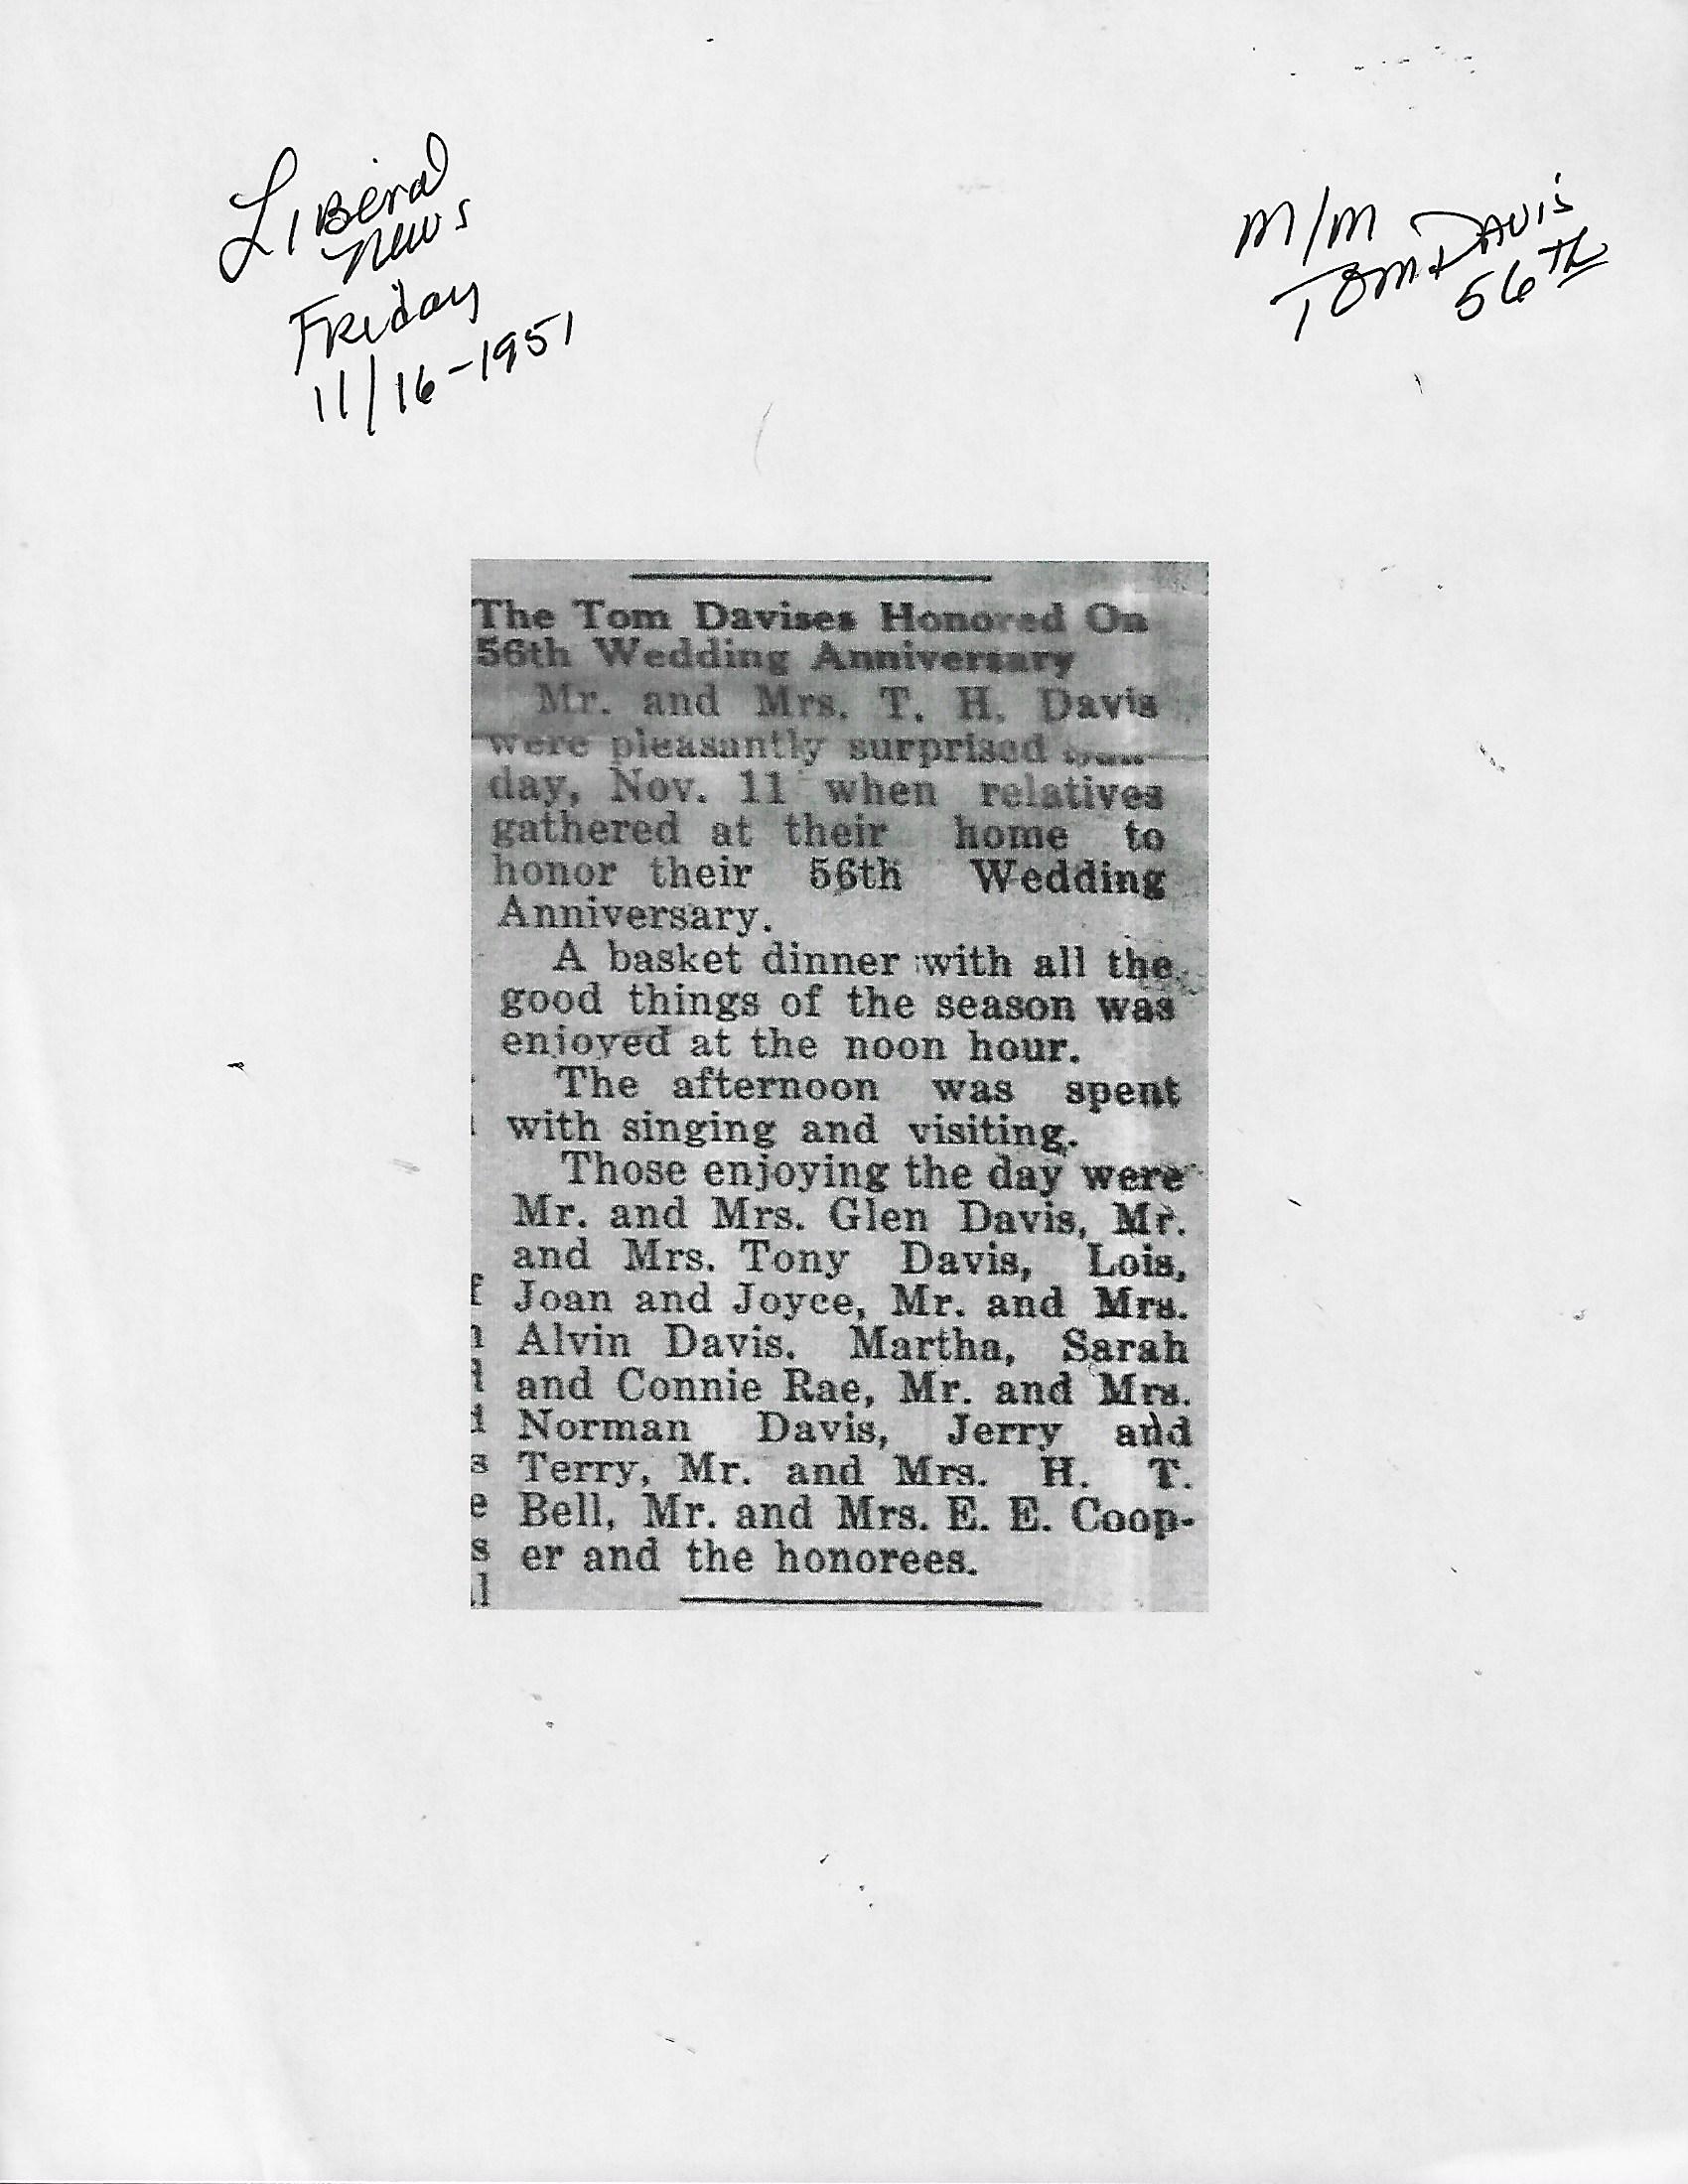 LIBeral
News
FRiday
11/16-1951
M/M
Tom DAVIS
56th
The Tom Davises Honored On
56th Wedding Anniversary
Mr. and Mrs. T. H. Davis
were pleasantly surprised
day, Nov. 11 when relatives
gathered at their home to
honor their 56th Wedding
Anniversary.
A basket dinner with all the
good things of the season was
enjoyed at the noon hour.
The afternoon was spent
with singing and visiting.
Those enjoying the day were
Mr. and Mrs. Glen Davis, Mr.
and Mrs. Tony Davis, Lois,
Joan and Joyce, Mr. and Mrs.
Alvin Davis. Martha, Sarah
and Connie Rae, Mr. and Mrs.
Norman Davis, Jerry and
Terry, Mr. and Mrs. H. T.
Bell, Mr. and Mrs. E. E. Coop-
er and the honorees.